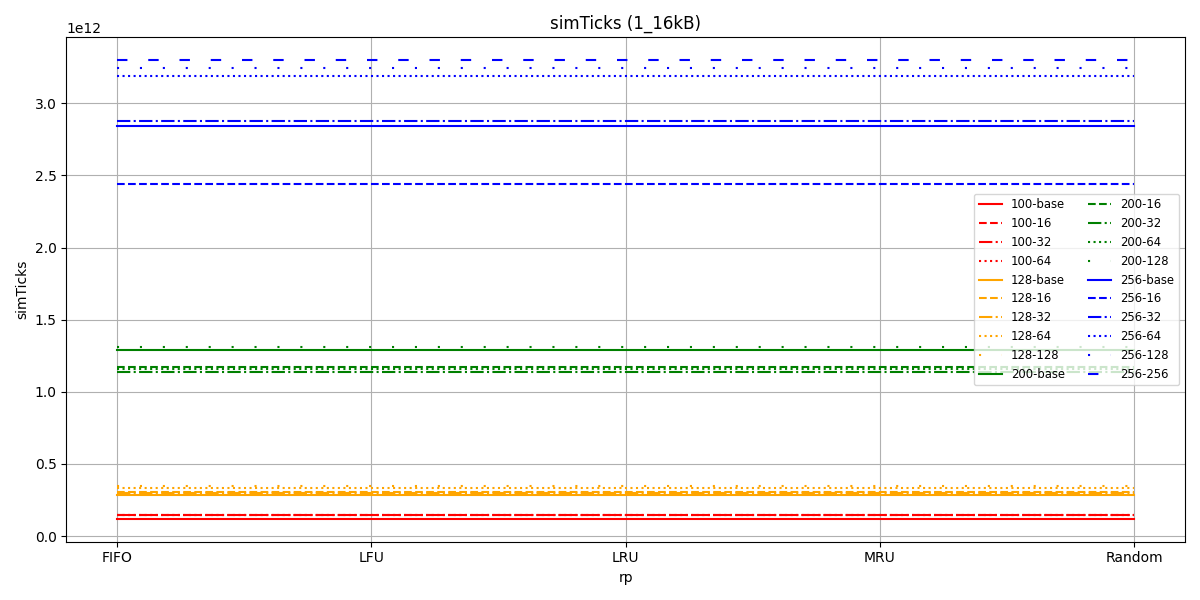 simTicks (1_16kB)
1e12
3.0
2.5
2.0
1.5
1.0
0.5
0.0
simTicks
FIFO LFU LRU MRU Random
rp
100-base 200-16
100-16 200-32
100-32 200-64
100-64 200-128
128-base 256-base
128-16 256-16
128-32 256-32
128-64 256-64
128-128 256-128
200-base 256-256